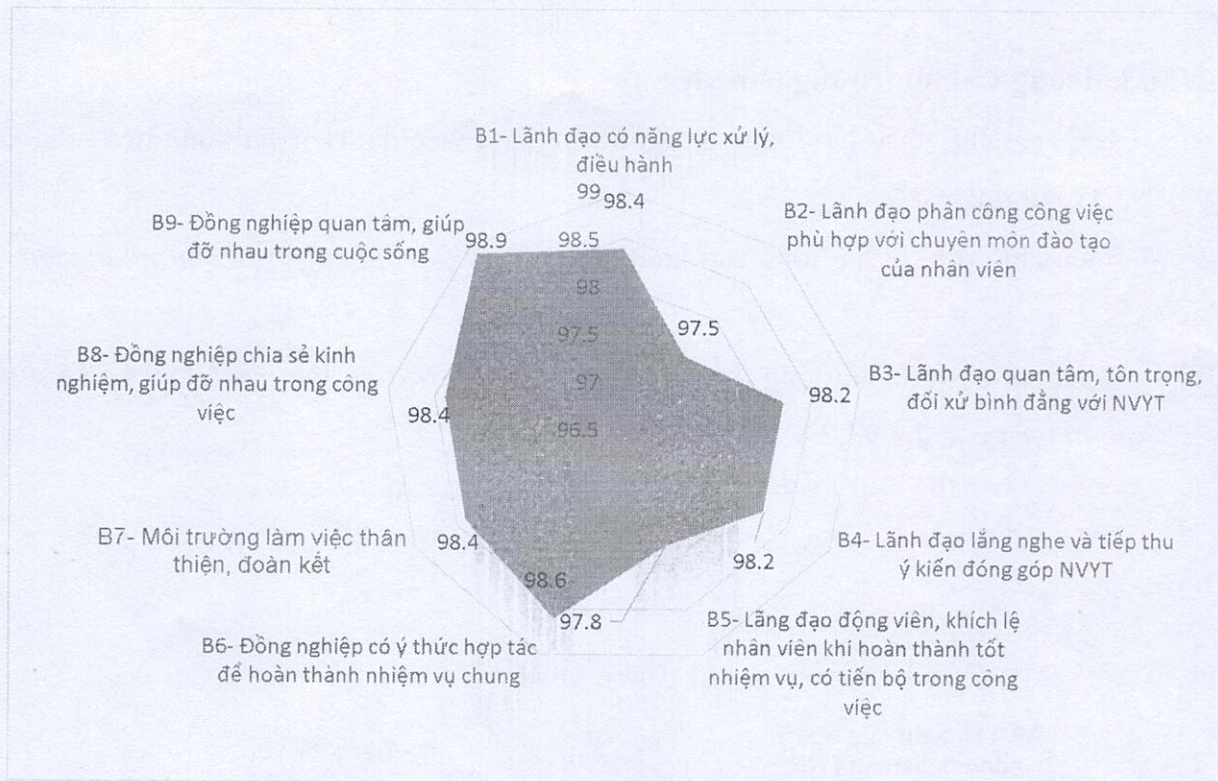 B1- Lãnh đạo có năng lực xử lý,
điều hành
99
98.4
B9- Đồng nghiệp quan tâm, giúp
đỡ nhau trong cuộc sống
98.9
98.5
B2- Lãnh đạo phân công công việc
phù hợp với chuyên môn đào tạo
của nhân viên
98
97.5
97.5
B8- Đồng nghiệp chia sẻ kinh
nghiệm, giúp đỡ nhau trong công
việc
98.4
97
96.5
B3- Lãnh đạo quan tâm, tôn trọng,
đối xử bình đẳng với NVYT
98.2
B7- Môi trường làm việc thân
thiện, đoàn kết
98.4
B4- Lãnh đạo lắng nghe và tiếp thu
ý kiến đóng góp NVYT
98.2
98.6
97.8
B6- Đồng nghiệp có ý thức hợp tác
để hoàn thành nhiệm vụ chung
B5- Lãng đạo động viên, khích lệ
nhân viên khi hoàn thành tốt
nhiệm vụ, có tiến bộ trong công
việc